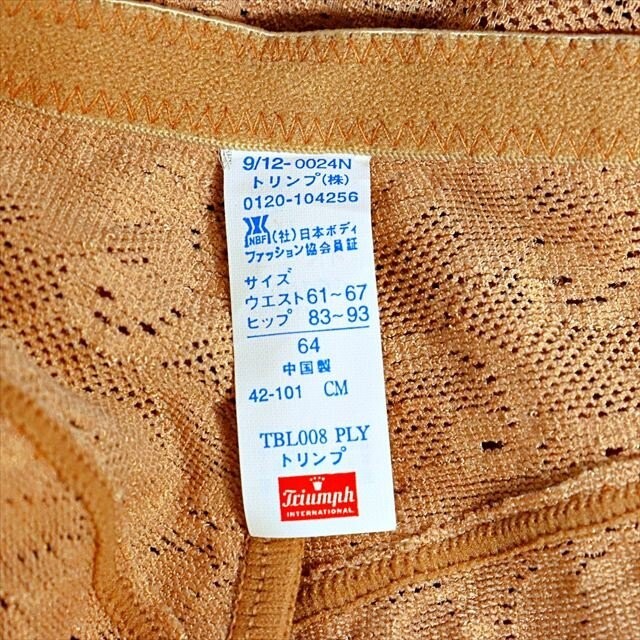 9/12-0024N
トリンプ(株)
0120-104256
NBF (社)日本ボディ
ファッション協会員証
サイズ
ウエスト61~67
ヒップ 83~93
64
中国製
42-101 CM
TBL008 PLY
トリンプ
Triumph
INTERNATIONAL